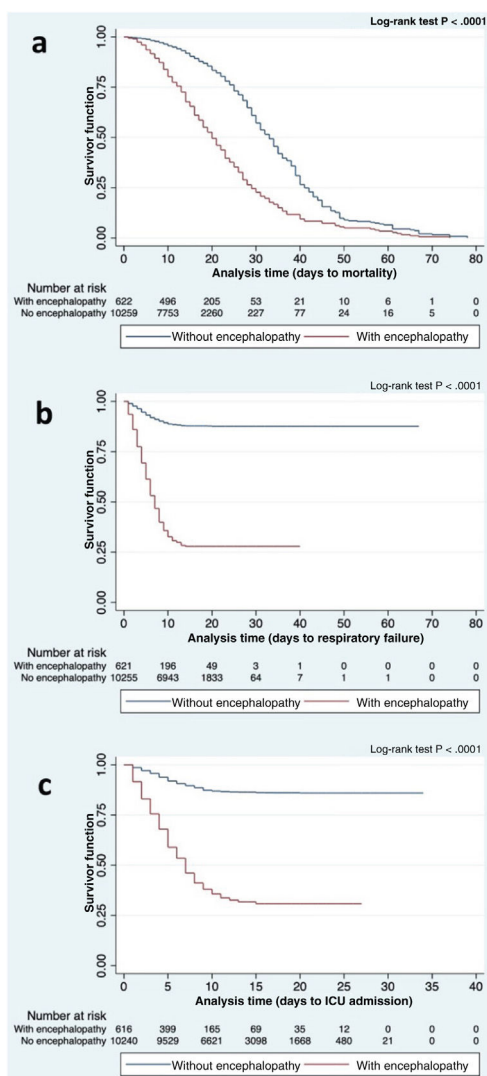 Log-rank test P < .0001
a
1.00
0.75
0.50
0.25
0.00
Survivor function
0 10 20 30 40 50 60 70 80
Analysis time (days to mortality)
Number at risk
With encephalopathy 622 496 205 53 21 10 6 1 0
No encephalopathy 10259 7753 2260 227 77 24 16 5 0
Without encephalopathy With encephalopathy
Log-rank test P < .0001
b
1.00
0.75
0.50
0.25
0.00
Survivor function
0 10 20 30 40 50 60 70 80
Analysis time (days to respiratory failure)
Number at risk
With encephalopathy 621 196 49 3 1 0 0 0 0
No encephalopathy 10255 6943 1833 64 7 1 1 0 0
Without encephalopathy With encephalopathy
Log-rank test P < .0001
c
1.00
0.75
0.50
0.25
0.00
Survivor function
0 5 10 15 20 25 30 35 40
Analysis time (days to ICU admission)
Number at risk
With encephalopathy 616 399 165 69 35 12 0 0 0
No encephalopathy 10240 9529 6621 3098 1668 480 21 0 0
Without encephalopathy With encephalopathy